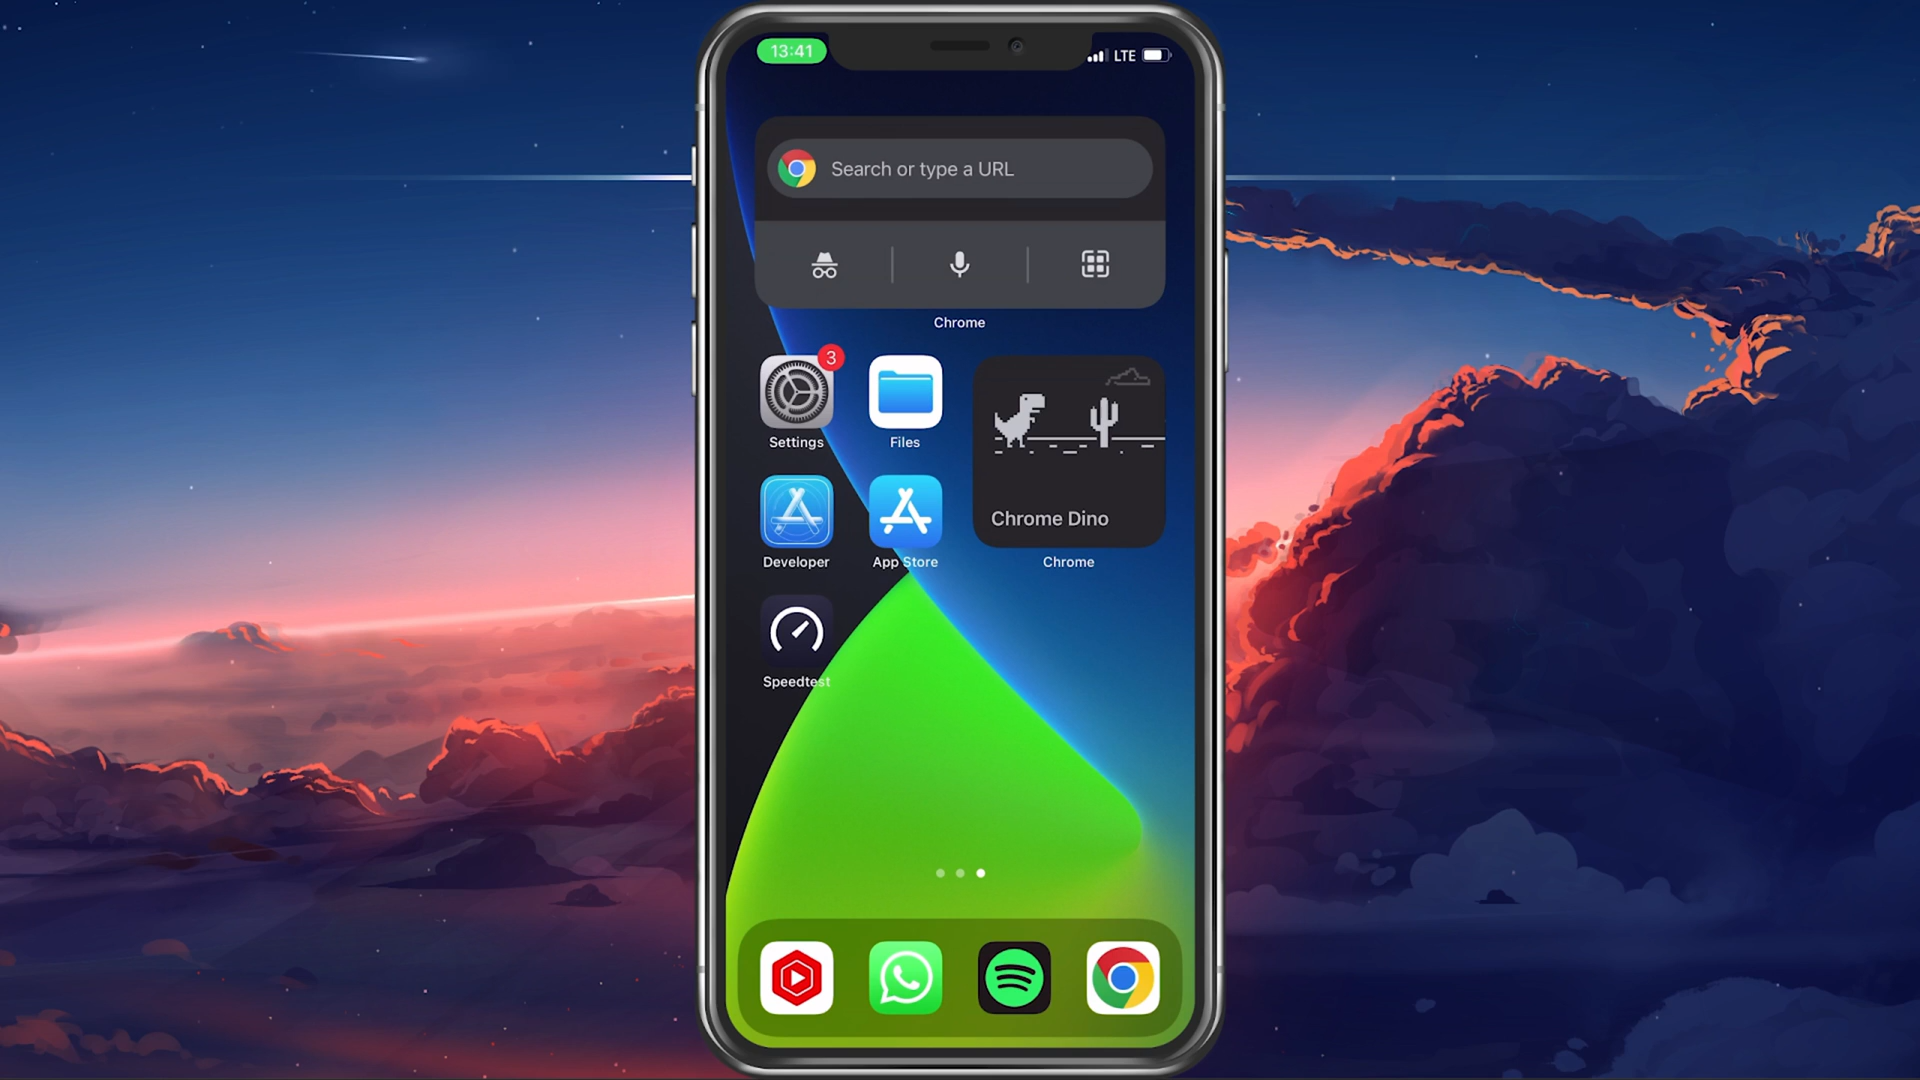 13:41
LTE
Search or type a URL
Chrome
3
Settings
Files
Chrome Dino
Developer
App Store
Chrome
Speedtest